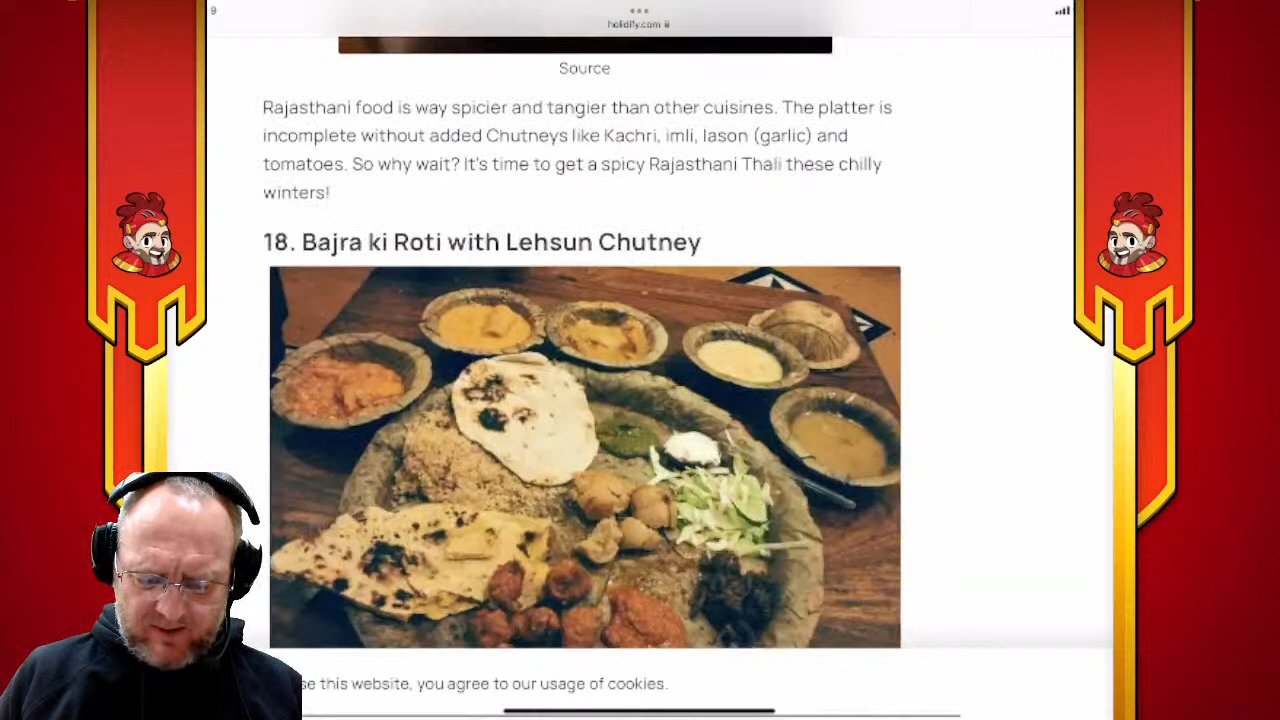 9
holidify.com
Source
Rajasthani food is way spicier and tangier than other cuisines. The platter is
incomplete without added Chutneys like Kachri, imli, lason (garlic) and
tomatoes. So why wait? It's time to get a spicy Rajasthani Thali these chilly
winters!
18. Bajra ki Roti with Lehsun Chutney
se this website, you agree to our usage of cookies.